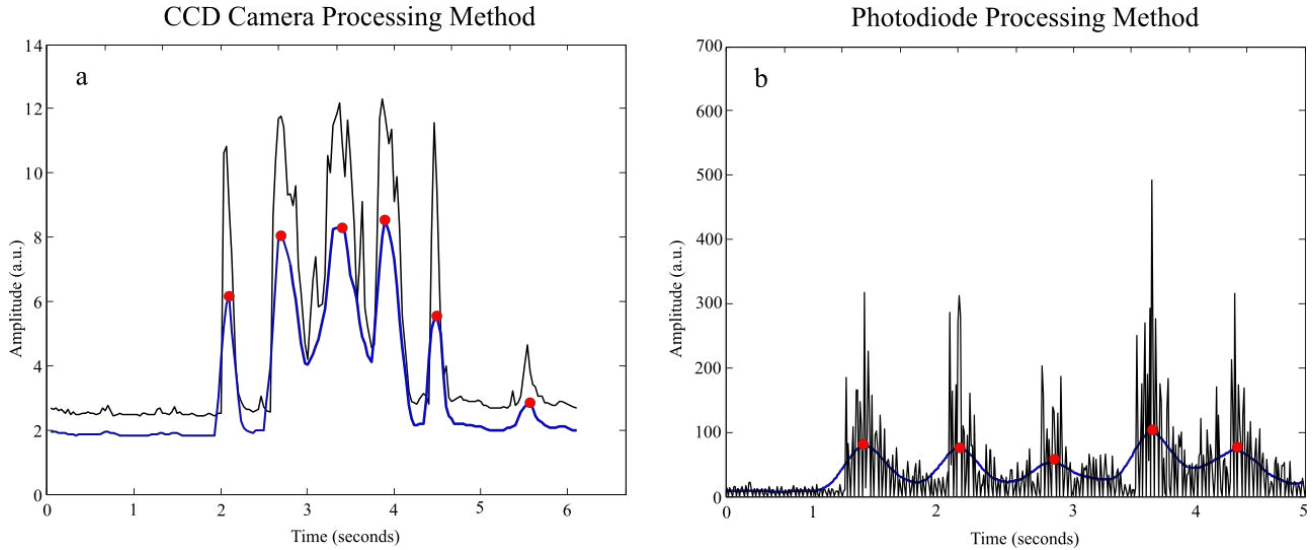 CCD Camera Processing Method
a
14
12
10
8
6
4
2
0
Amplitude (a.u.)
0 1 2 3 4 5 6
Time (seconds)
Photodiode Processing Method
b
700
600
500
400
300
200
100
0
Amplitude (a.u.)
0 1 2 3 4 5
Time (seconds)